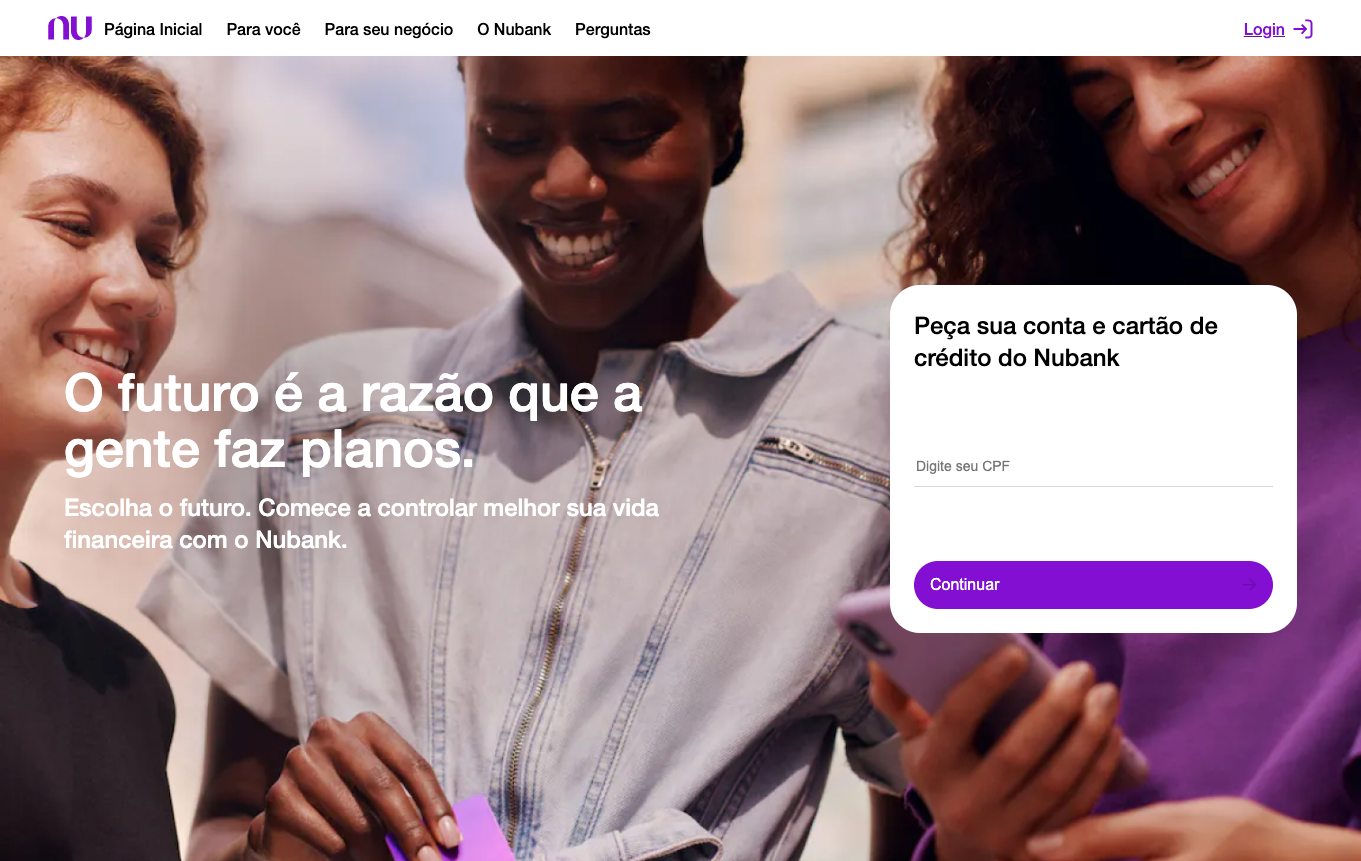 nu
Página Inicial Para você Para seu negócio O Nubank Perguntas
Login
O futuro é a razão que a
gente faz planos.
Escolha o futuro. Comece a controlar melhor sua vida
financeira com o Nubank.
Peça sua conta e cartão de
crédito do Nubank
Digite seu CPF
Continuar